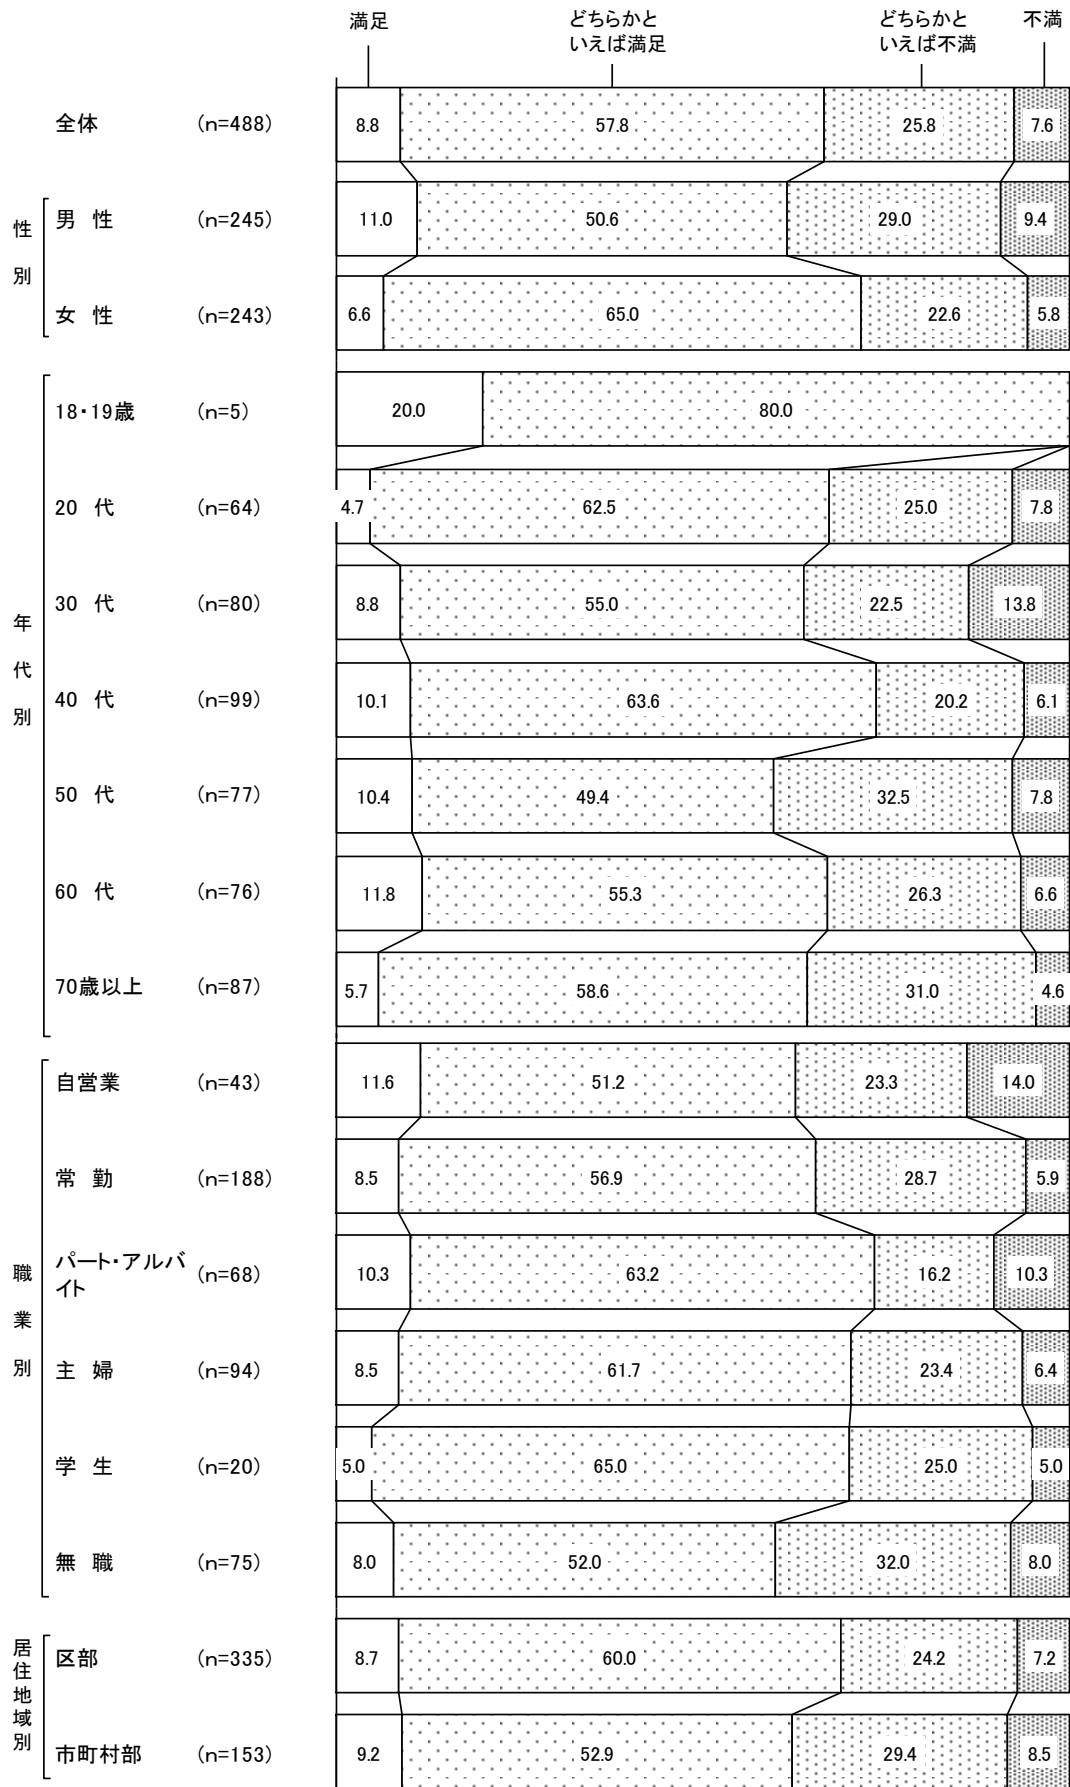 満足
どちらかと
いえば満足
どちらかと
いえば不満
不満
全体 (n=488) 8.8 57.8 25.8 7.6
性別
男 性 (n=245) 11.0 50.6 29.0 9.4
女 性 (n=243) 6.6 65.0 22.6 5.8
年代別
18・19歳 (n=5) 20.0 80.0
20 代 (n=64) 4.7 62.5 25.0 7.8
30 代 (n=80) 8.8 55.0 22.5 13.8
40 代 (n=99) 10.1 63.6 20.2 6.1
50 代 (n=77) 10.4 49.4 32.5 7.8
60 代 (n=76) 11.8 55.3 26.3 6.6
70歳以上 (n=87) 5.7 58.6 31.0 4.6
職業別
自営業 (n=43) 11.6 51.2 23.3 14.0
常 勤 (n=188) 8.5 56.9 28.7 5.9
パート・アルバ
イト (n=68) 10.3 63.2 16.2 10.3
主 婦 (n=94) 8.5 61.7 23.4 6.4
学 生 (n=20) 5.0 65.0 25.0 5.0
無 職 (n=75) 8.0 52.0 32.0 8.0
居住地域別
区部 (n=335) 8.7 60.0 24.2 7.2
市町村部 (n=153) 9.2 52.9 29.4 8.5